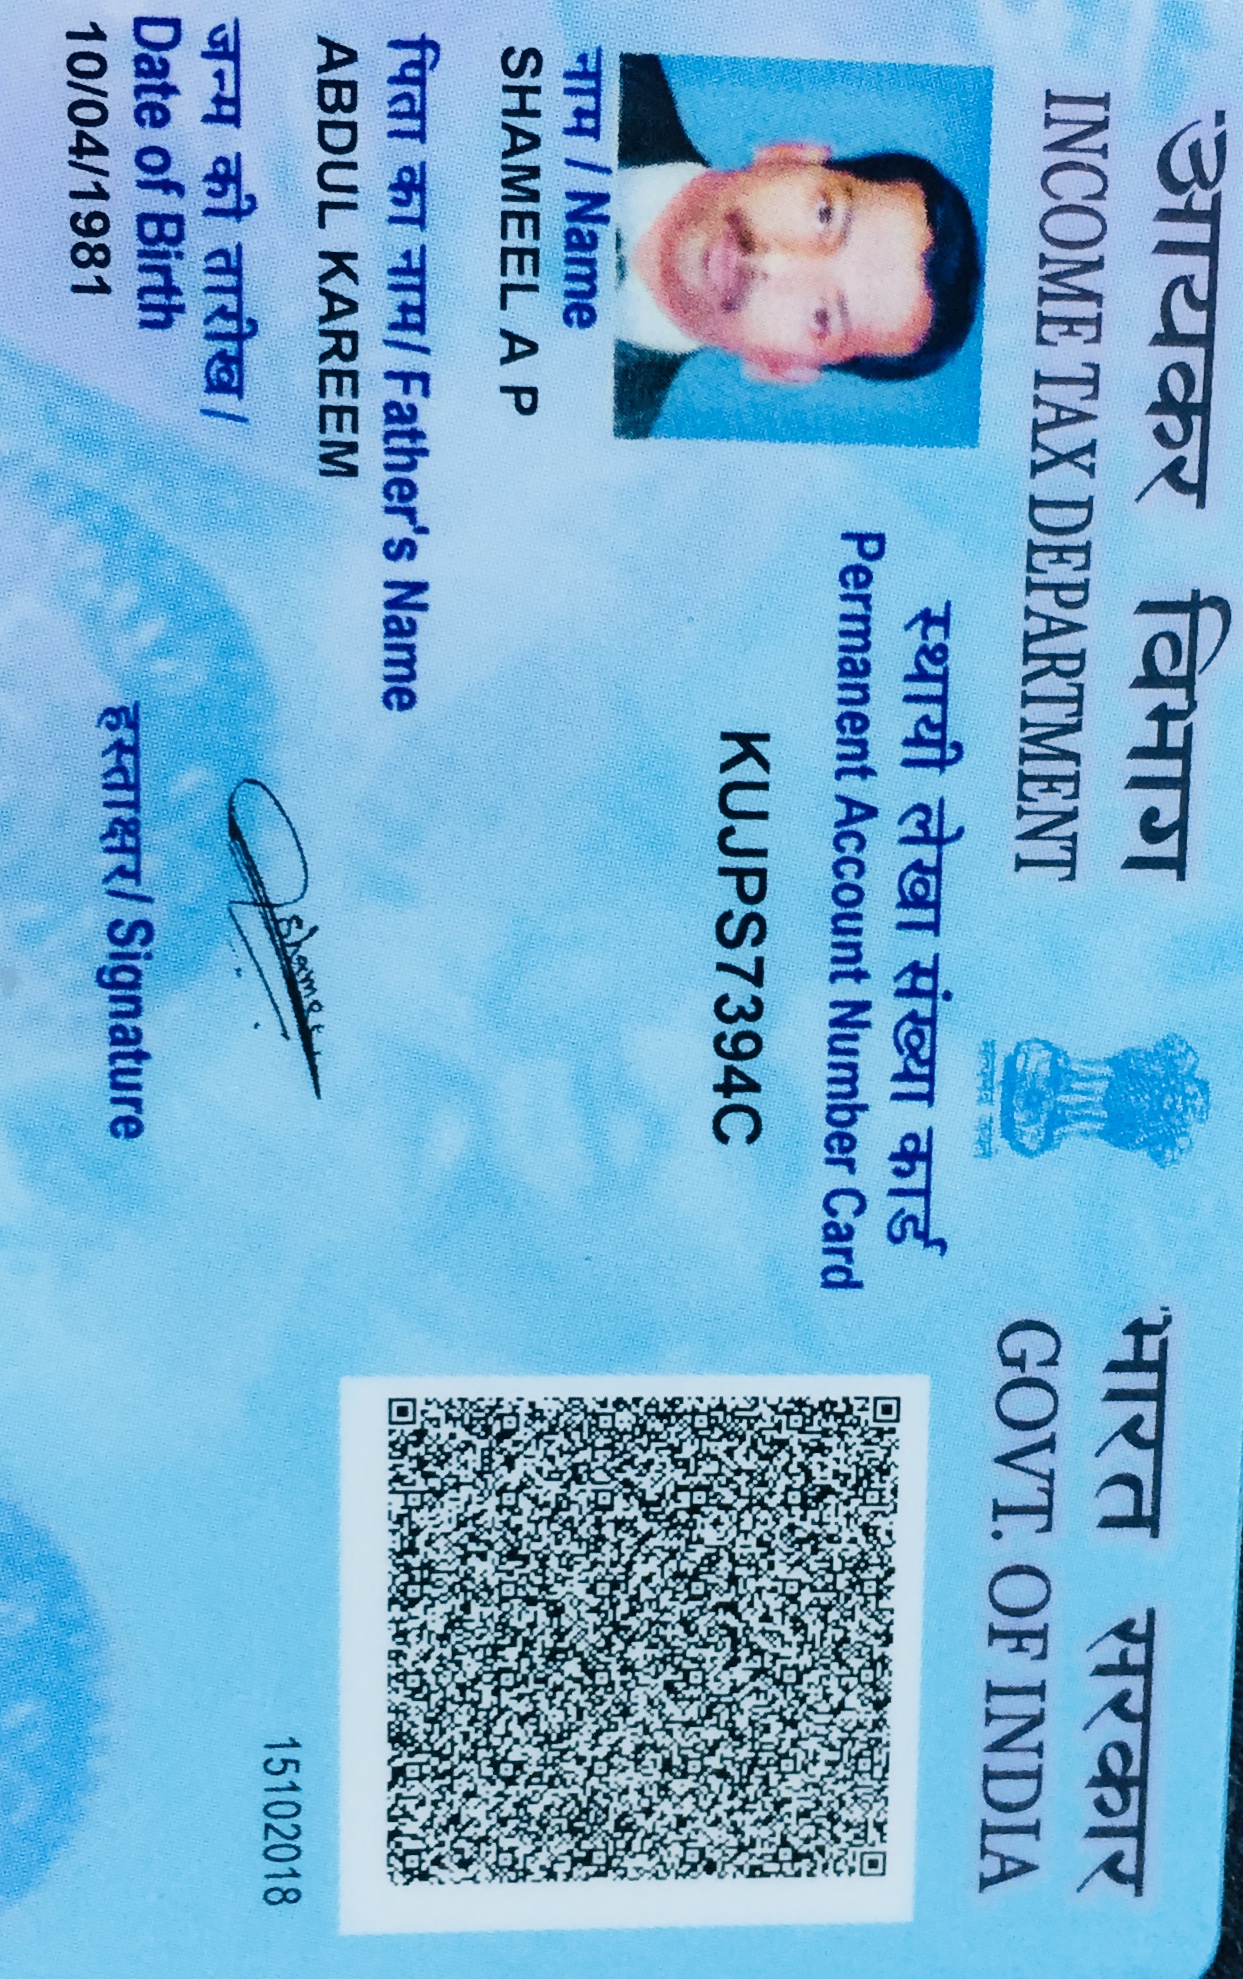 आयकर विभाग
INCOME TAX DEPARTMENT
भारत सरकार
GOVT. OF INDIA
स्थायी लेखा संख्या कार्ड
Permanent Account Number Card
KUJPS7394C
नाम / Name
SHAMEEL A P
पिता का नाम / Father's Name
ABDUL KAREEM
जन्म की तारीख /
Date of Birth
10/04/1981
हस्ताक्षर / Signature
15102018